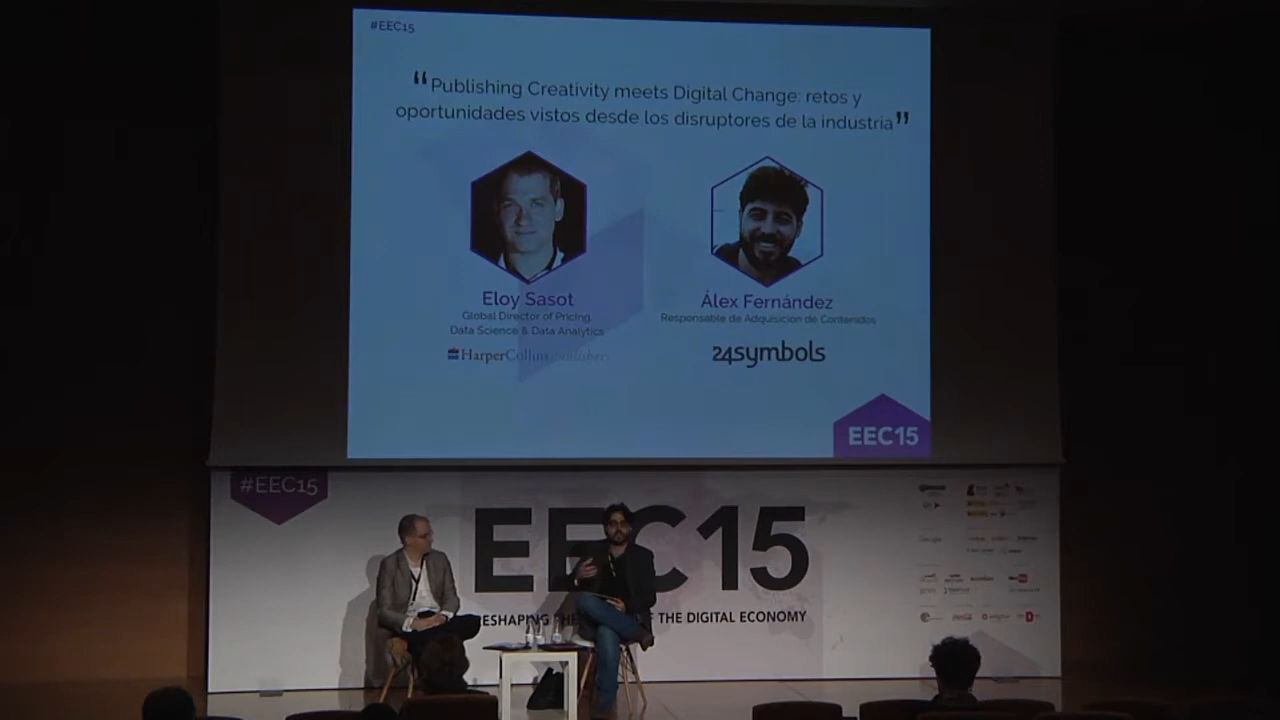 #EEC15
“Publishing Creativity meets Digital Change: retos y
oportunidades vistos desde los disruptores de la industria”
Eloy Sasot
Global Director of Pricing,
Data Science & Data Analytics
HarperCollins
Álex Fernández
Responsable de Adquisición de Contenidos
24symbols
EEC15
#EEC15
EEC15
THE DIGITAL ECONOMY